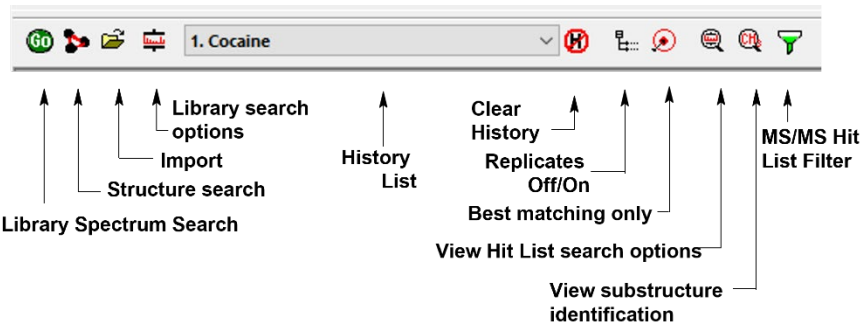 GO
1. Cocaine
H
CH₃
Library search
options
Import
Structure search
Library Spectrum Search
History
List
Clear
History
Replicates
Off/On
Best matching only
View Hit List search options
View substructure
identification
MS/MS Hit
List Filter